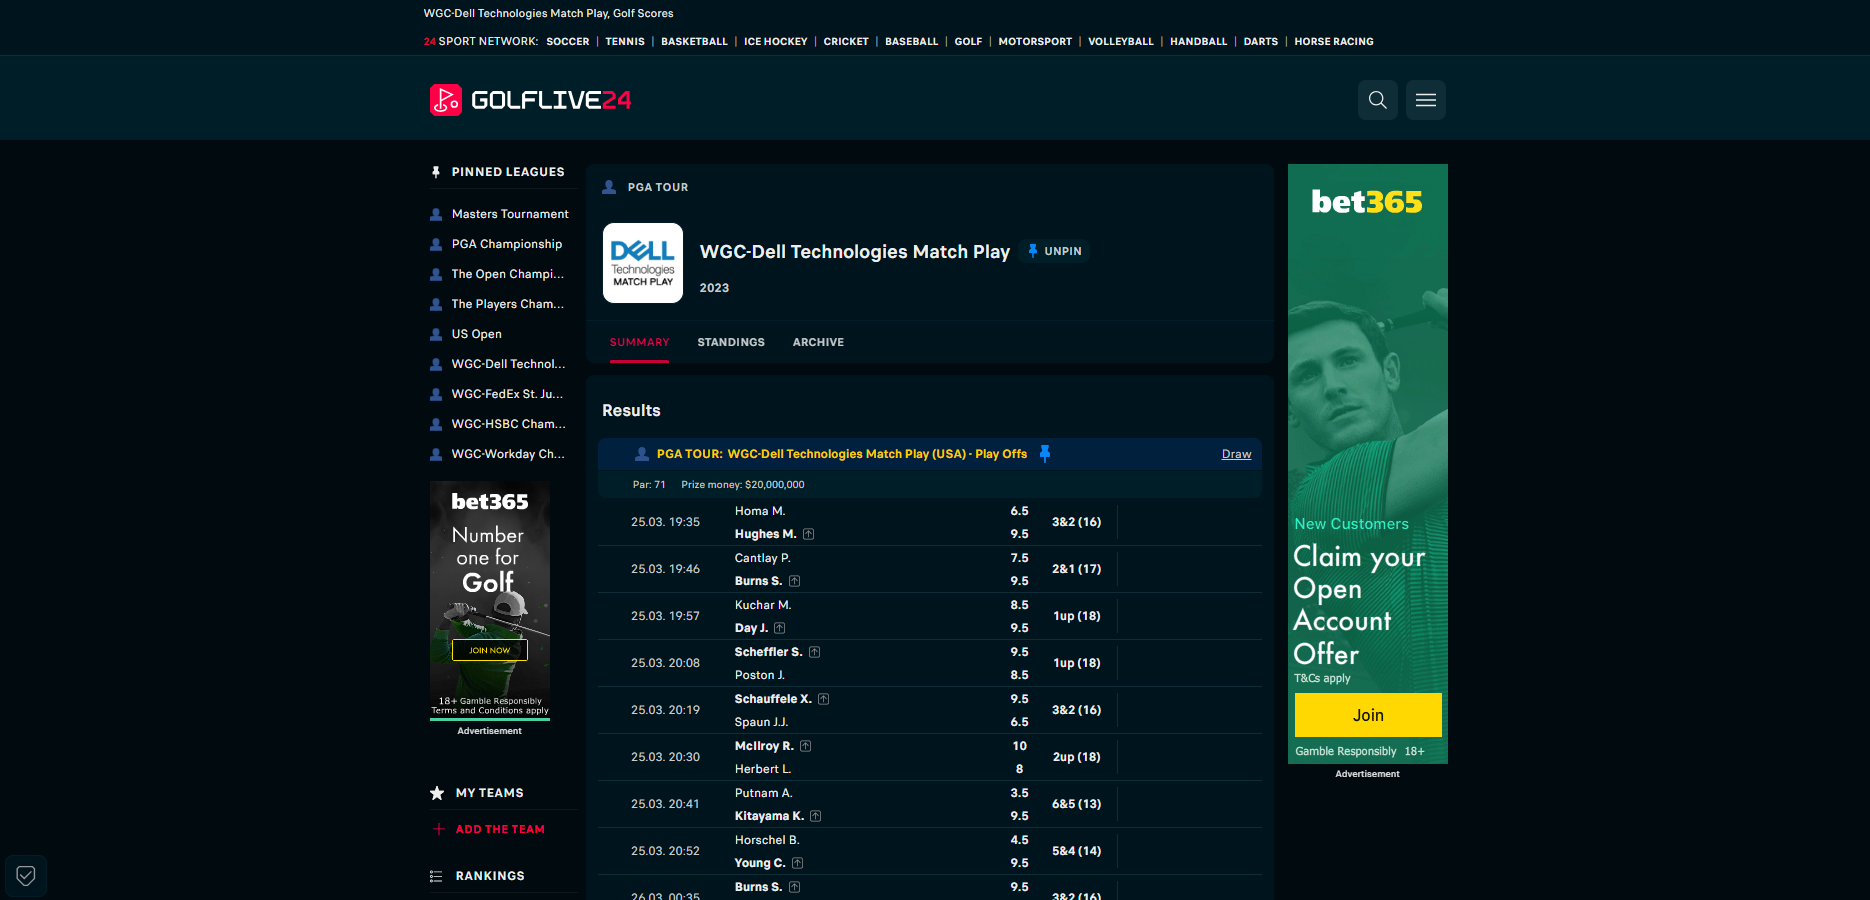 WGC-Dell Technologies Match Play, Golf Scores
24 SPORT NETWORK: SOCCER | TENNIS | BASKETBALL | ICE HOCKEY | CRICKET | BASEBALL | GOLF | MOTORSPORT | VOLLEYBALL | HANDBALL | DARTS | HORSE RACING
GOLFLIVE24
PINNED LEAGUES
Masters Tournament
PGA Championship
The Open Champi...
The Players Cham...
US Open
WGC-Dell Technol...
WGC-FedEx St. Ju...
WGC-HSBC Cham...
WGC-Workday Ch...
bet365
Number
one for
Golf
JOIN NOW
18+ Gamble Responsibly
Terms and Conditions apply
Advertisement
MY TEAMS
ADD THE TEAM
RANKINGS
PGA TOUR
DELL
Technologies
MATCH PLAY
WGC-Dell Technologies Match Play UNPIN
2023
SUMMARY STANDINGS ARCHIVE
Results
PGA TOUR: WGC-Dell Technologies Match Play (USA) - Play Offs Draw
Par: 71 Prize money: $20,000,000
25.03. 19:35 Homa M. 6.5 3&2 (16)
Hughes M. 9.5
25.03. 19:46 Cantlay P. 7.5 2&1 (17)
Burns S. 9.5
25.03. 19:57 Kuchar M. 8.5 1up (18)
Day J. 9.5
25.03. 20:08 Scheffler S. 9.5 1up (18)
Poston J. 8.5
25.03. 20:19 Schauffele X. 9.5 3&2 (16)
Spaun J.J. 6.5
25.03. 20:30 McIlroy R. 10 2up (18)
Herbert L. 8
25.03. 20:41 Putnam A. 3.5 6&5 (13)
Kitayama K. 9.5
25.03. 20:52 Horschel B. 4.5 5&4 (14)
Young C. 9.5
26.03. 00:35 Burns S. 9.5 3&2 (16)
bet365
New Customers
Claim your
Open
Account
Offer
T&Cs apply
Join
Gamble Responsibly 18+
Advertisement